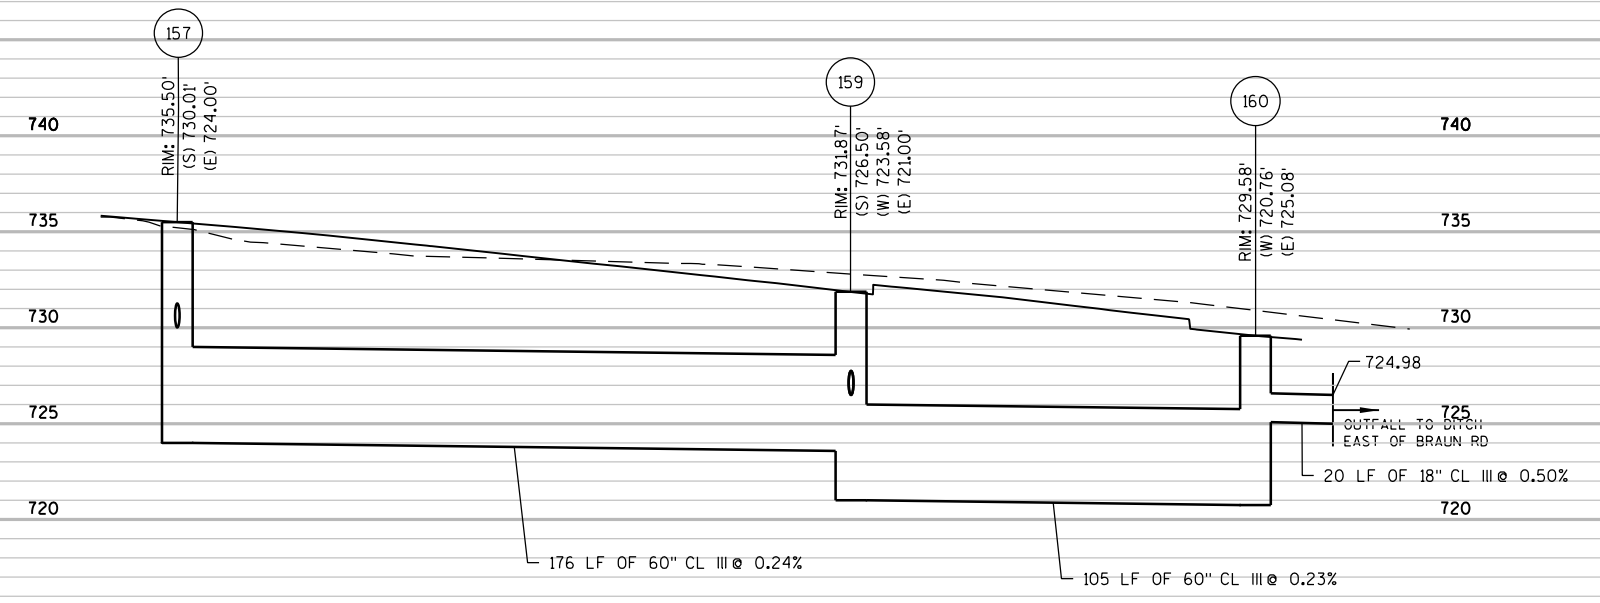 157
RIM: 735.50'
(S) 730.01'
(E) 724.00'
159
RIM: 731.87'
(S) 726.50'
(W) 723.58'
(E) 721.00'
160
RIM: 729.58'
(W) 720.76'
(E) 725.08'
740
740
735
735
730
730
724.98
725
725
OUTFALL TO DITCH
EAST OF BRAUN RD
20 LF OF 18" CL III @ 0.50%
720
720
176 LF OF 60" CL III @ 0.24%
105 LF OF 60" CL III @ 0.23%